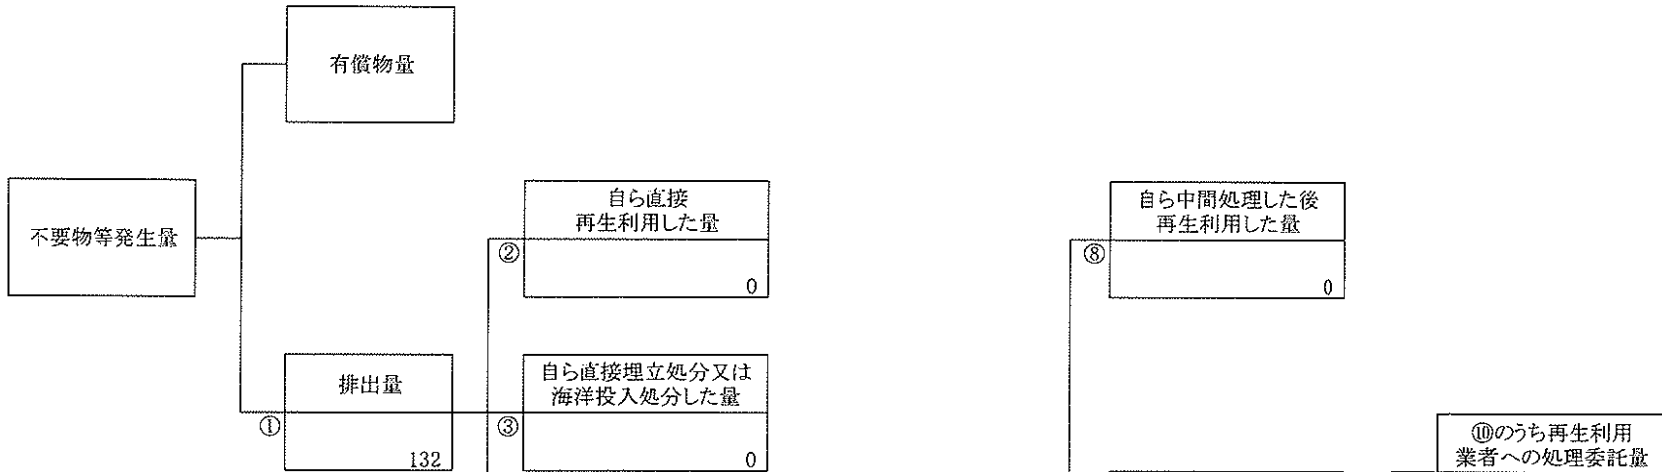 有償物量
不要物等発生量
自ら直接
再生利用した量
②
0
自ら中間処理した後
再生利用した量
⑧
0
排出量
①
132
自ら直接埋立処分又は
海洋投入処分した量
③
0
⑩のうち再生利用
業者への処理委託量